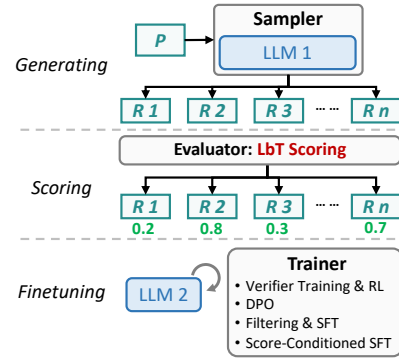 Sampler
P
LLM 1
Generating
R 1 R 2 R 3 ... ... R n
Evaluator: LbT Scoring
Scoring
R 1 R 2 R 3 ... ... R n
0.2 0.8 0.3 0.7
Trainer
Finetuning
LLM 2
• Verifier Training & RL
• DPO
• Filtering & SFT
• Score-Conditioned SFT